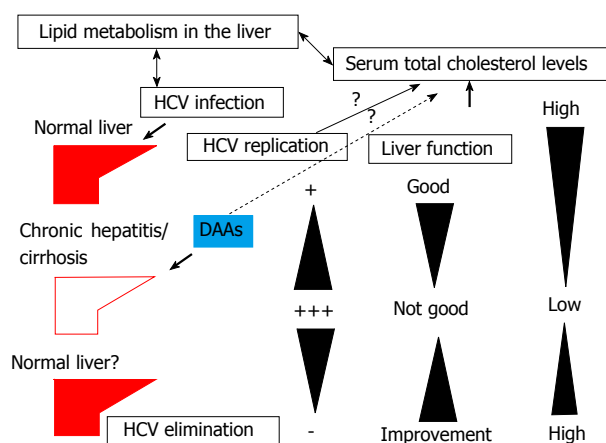 Lipid metabolism in the liver
Serum total cholesterol levels
HCV infection
?
?
High
Normal liver
HCV replication
Liver function
+
Good
Chronic hepatitis/
cirrhosis
DAAs
+++
Not good
Low
Normal liver?
HCV elimination
-
Improvement
High